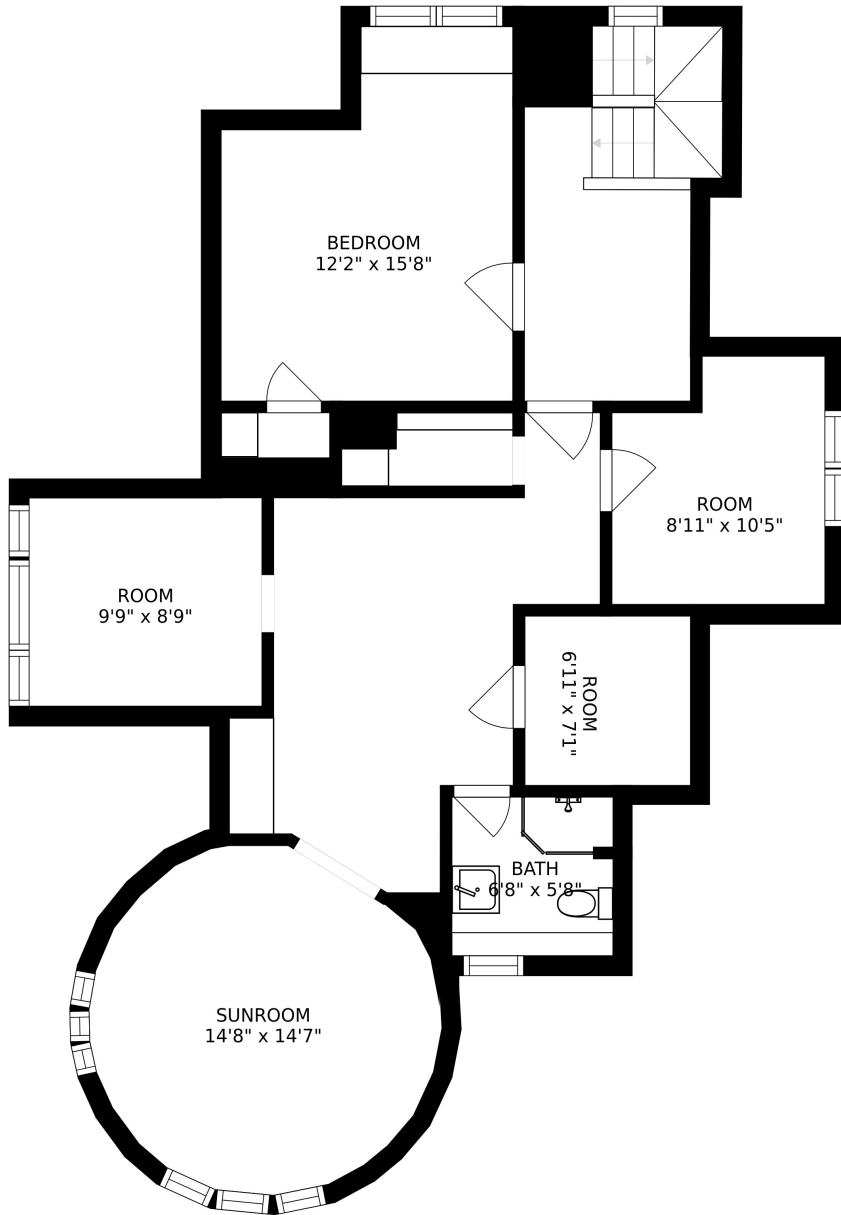 BEDROOM
12'2" x 15'8"
ROOM
8'11" x 10'5"
ROOM
9'9" x 8'9"
ROOM
6'11" x 7'1"
BATH
6'8" x 5'8"
SUNROOM
14'8" x 14'7"